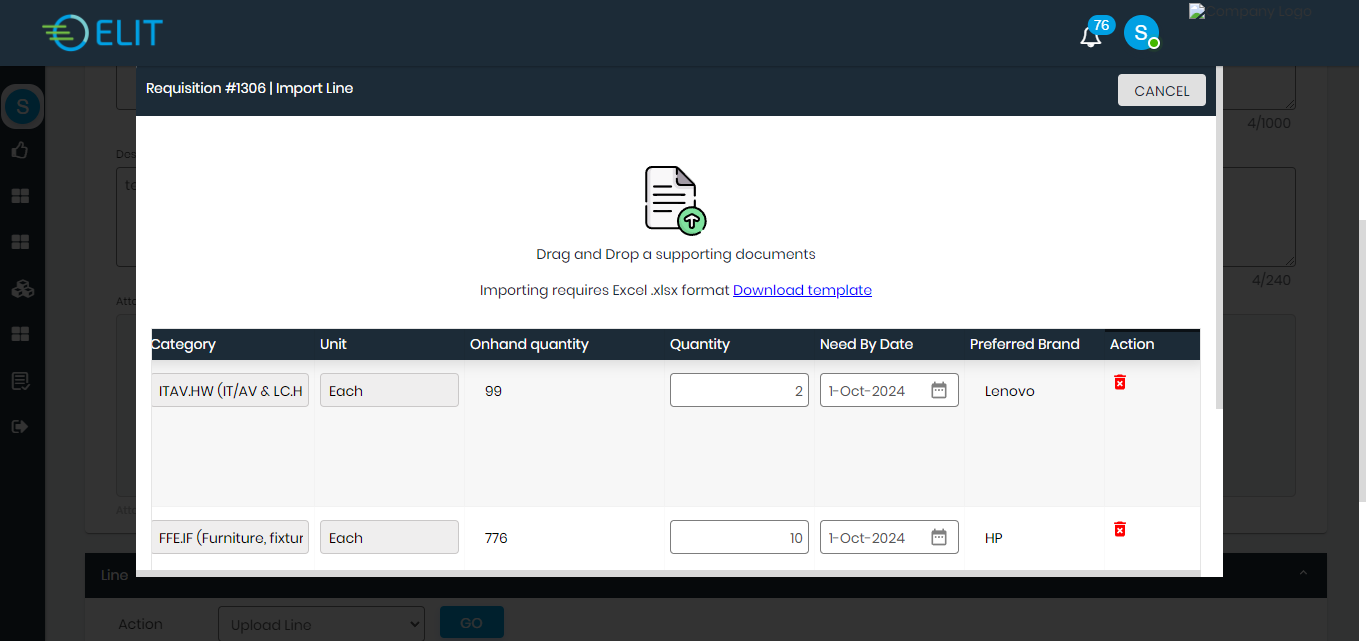 ELIT
76
S
Company Logo
S
Requisition #1306 | Import Line
CANCEL
4/1000
Des
te
Drag and Drop a supporting documents
4/240
Importing requires Excel .xlsx format Download template
Atta
Category Unit Onhand quantity Quantity Need By Date Preferred Brand Action
ITAV.HW (IT/AV & LC.H Each 99 2 1-Oct-2024 Lenovo
Atta
FFE.IF (Furniture, fixtur Each 776 10 1-Oct-2024 HP
Line
Action Upload Line GO